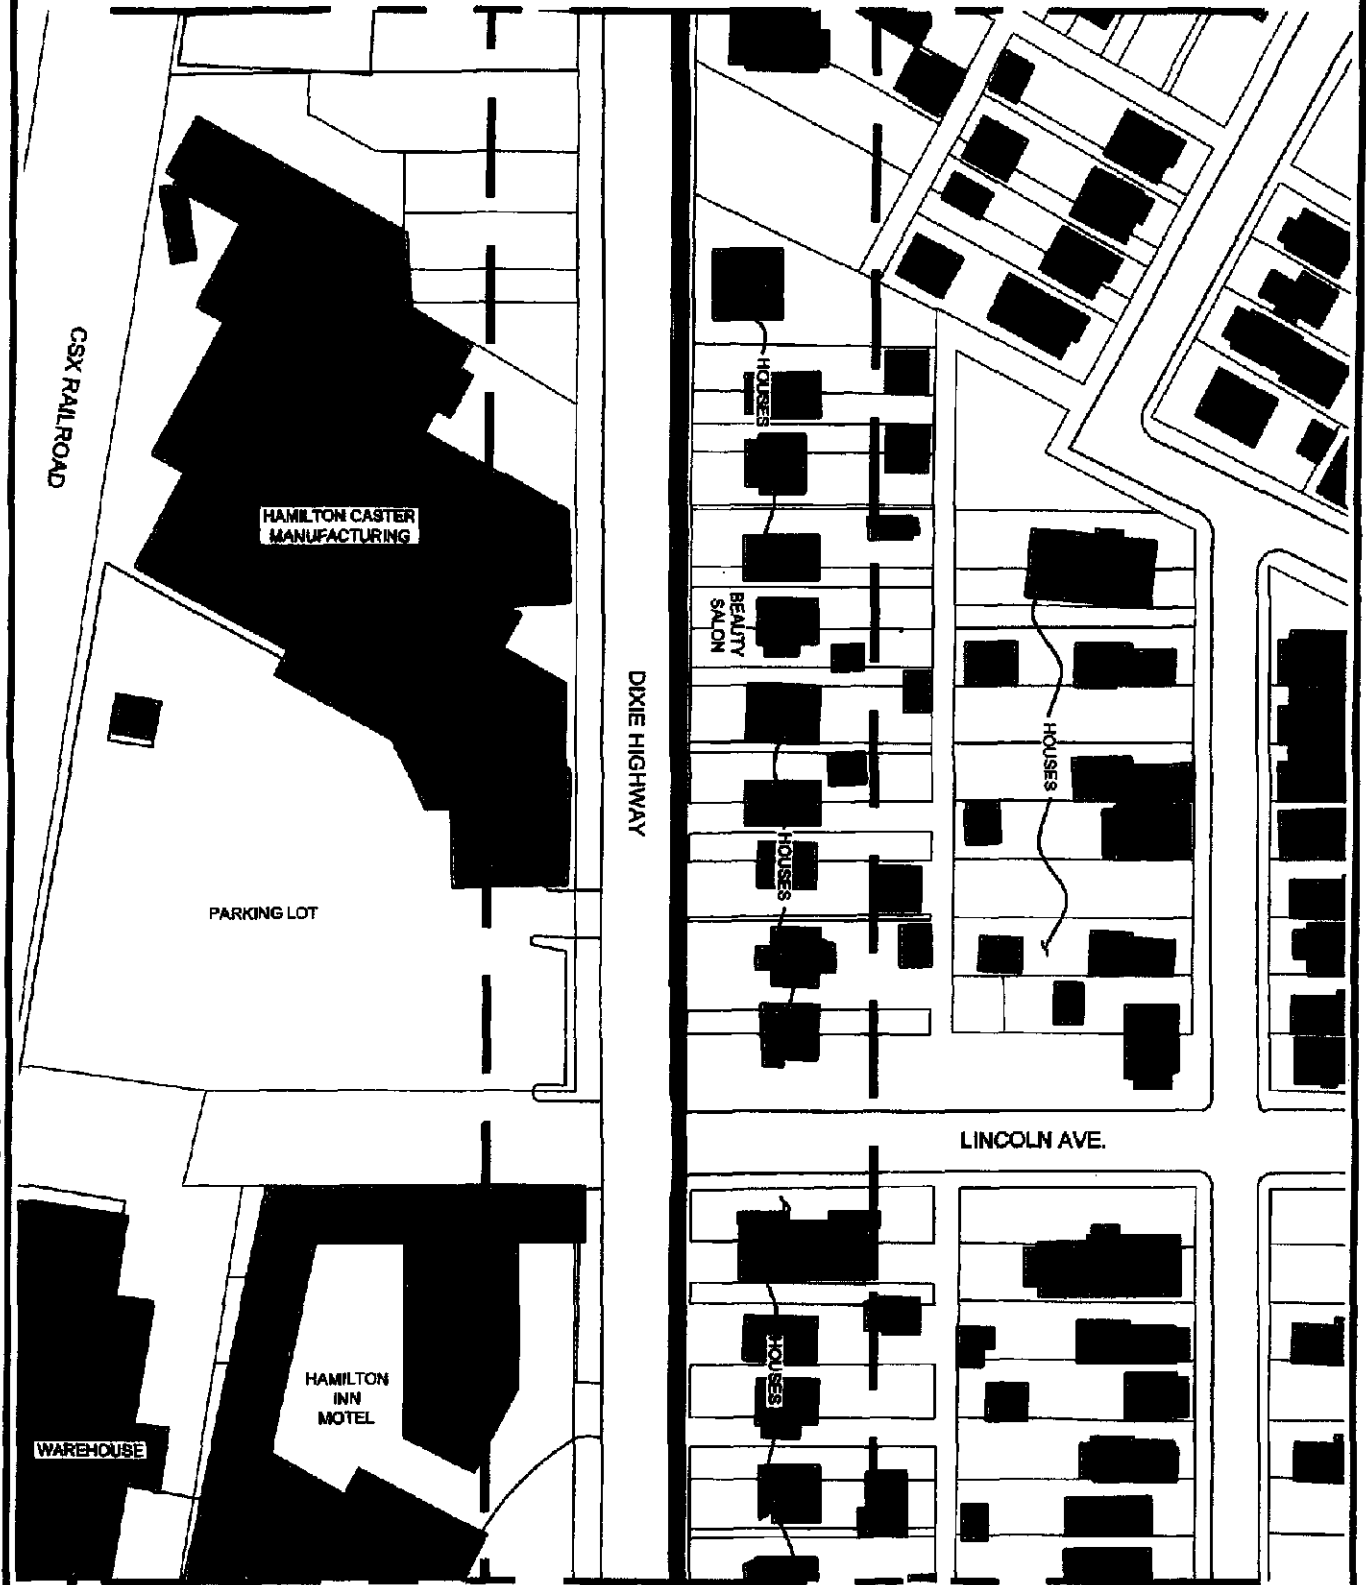 CSX RAILROAD
HOUSES
HAMILTON CASTER
MANUFACTURING
BEAUTY
SALON
DIXIE HIGHWAY
HOUSES
HOUSES
PARKING LOT
LINCOLN AVE.
HAMILTON
INN
MOTEL
HOUSES
WAREHOUSE